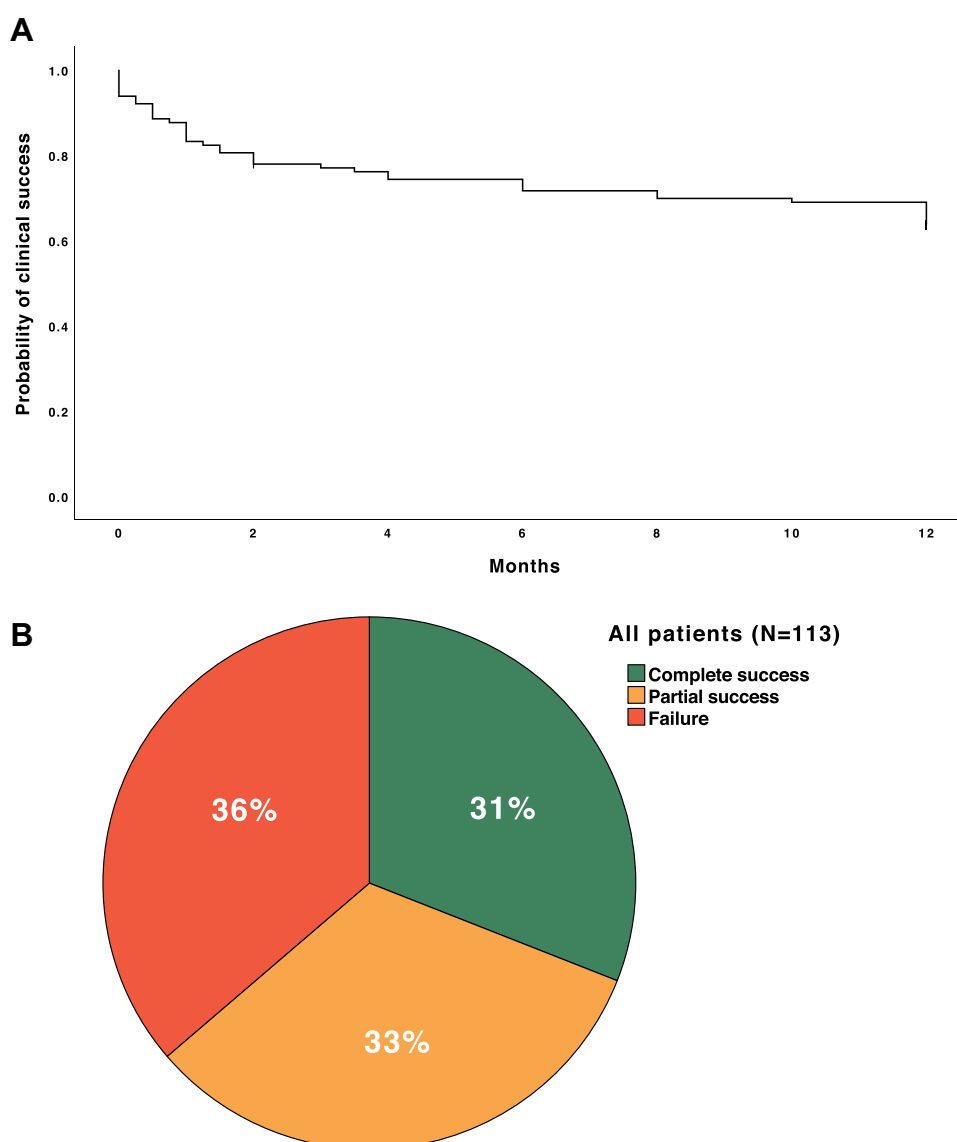 A
Probability of clinical success
1.0
0.8
0.6
0.4
0.2
0.0
0 2 4 6 8 10 12
Months
B
All patients (N=113)
Complete success
Partial success
Failure
36%
31%
33%